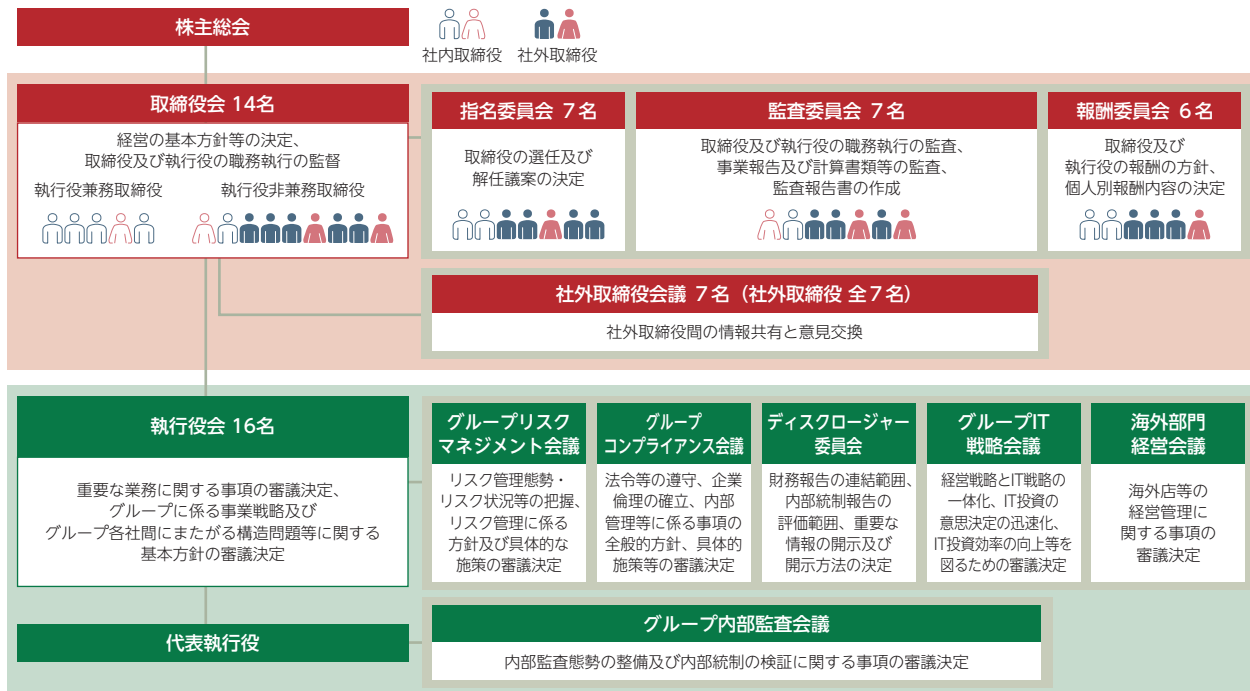 株主総会
社内取締役
社外取締役
取締役会 14名
経営の基本方針等の決定、
取締役及び執行役の職務執行の監督
執行役兼務取締役
執行役非兼務取締役
指名委員会 7名
取締役の選任及び
解任議案の決定
監査委員会 7名
取締役及び執行役の職務執行の監査、
事業報告及び計算書類等の監査、
監査報告書の作成
報酬委員会 6名
取締役及び
執行役の報酬の方針、
個人別報酬内容の決定
社外取締役会議 7名（社外取締役 全7名）
社外取締役間の情報共有と意見交換
執行役会 16名
重要な業務に関する事項の審議決定、
グループに係る事業戦略及び
グループ各社間にまたがる構造問題等に関する
基本方針の審議決定
グループリスク
マネジメント会議
リスク管理態勢・
リスク状況等の把握、
リスク管理に係る
方針及び具体的な
施策の審議決定
グループ
コンプライアンス会議
法令等の遵守、企業
倫理の確立、内部
管理等に係る事項の
全般的方針、具体的
施策等の審議決定
ディスクロージャー
委員会
財務報告の連結範囲、
内部統制報告の
評価範囲、重要な
情報の開示及び
開示方法の決定
グループIT
戦略会議
経営戦略とIT戦略の
一体化、IT投資の
意思決定の迅速化、
IT投資効率の向上等を
図るための審議決定
海外部門
経営会議
海外店等の
経営管理に
関する事項の
審議決定
代表執行役
グループ内部監査会議
内部監査態勢の整備及び内部統制の検証に関する事項の審議決定